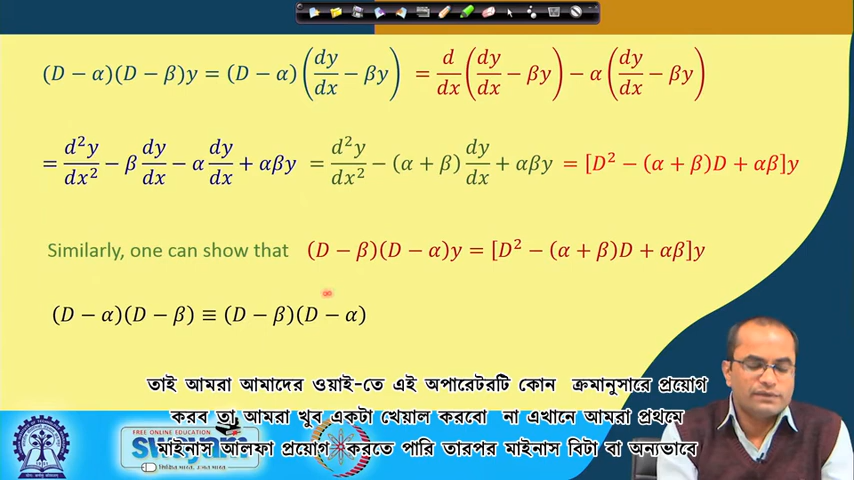 (D − α)(D − β)y = (D − α)(dy/dx − βy) = d/dx(dy/dx − βy) − α(dy/dx − βy)
= d²y/dx² − β dy/dx − α dy/dx + αβy = d²y/dx² − (α + β) dy/dx + αβy = [D² − (α + β)D + αβ]y
Similarly, one can show that (D − β)(D − α)y = [D² − (α + β)D + αβ]y
(D − α)(D − β) ≡ (D − β)(D − α)
তাই আমরা আমাদের ওয়াই-তে এই অপারেটরটি কোন ক্রমানুসারে প্রয়োগ
করব তা আমরা খুব একটা খেয়াল করবো না এখানে আমরা প্রথমে
মাইনাস আলফা প্রয়োগ করতে পারি তারপর মাইনাস বিটা বা অন্যভাবে
FREE ONLINE EDUCATION